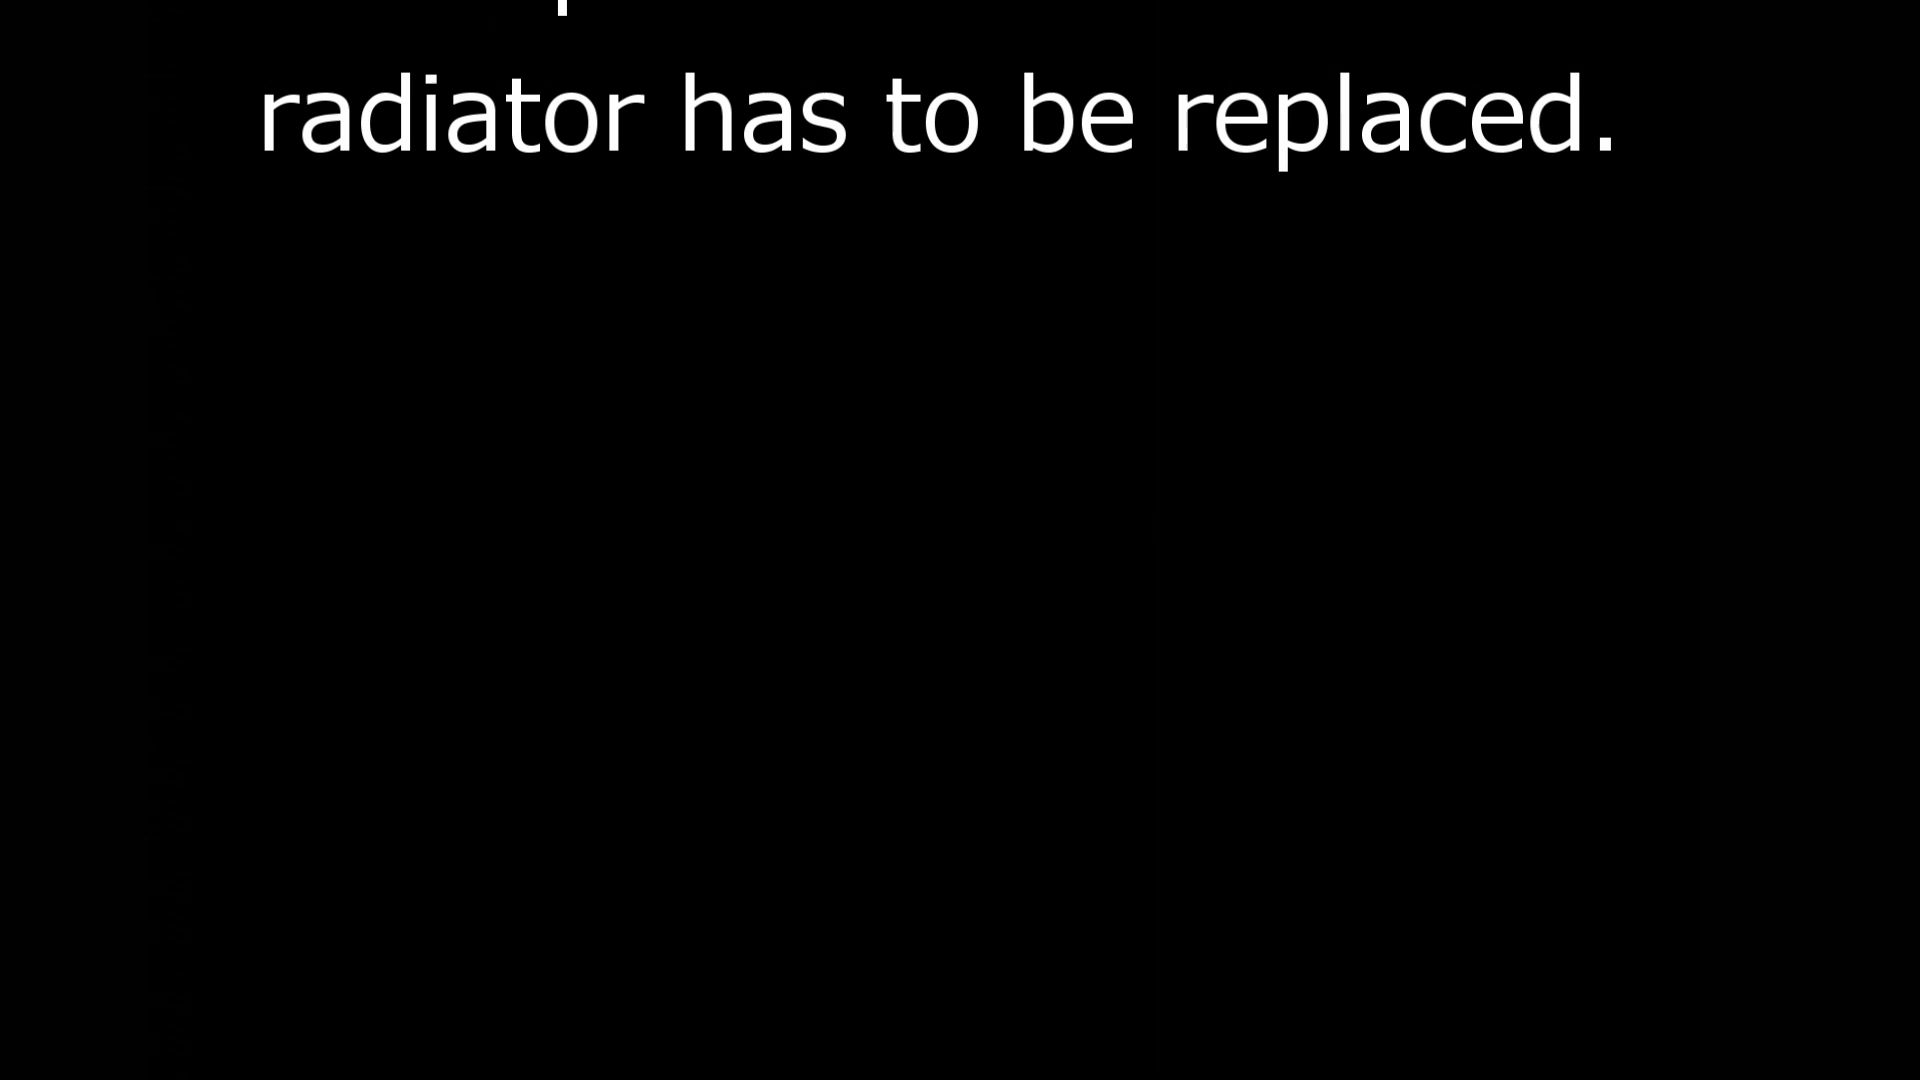 radiator has to be replaced.